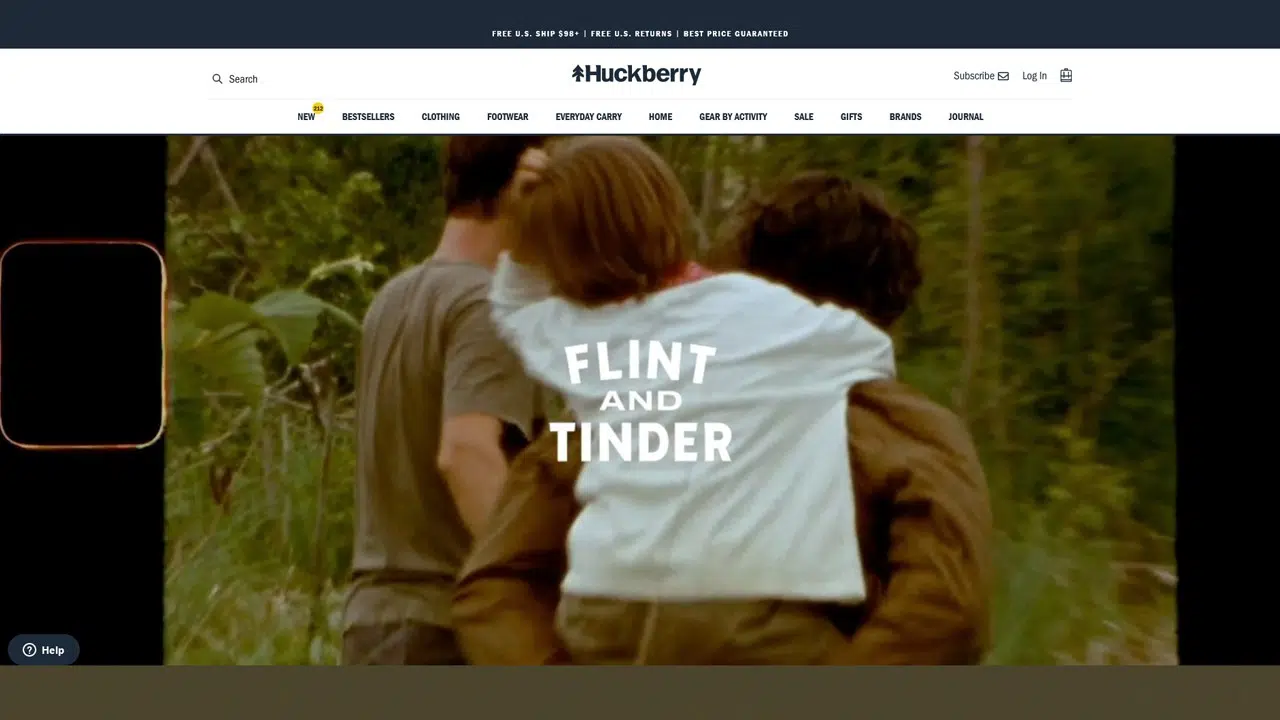 FREE U.S. SHIP $98+ | FREE U.S. RETURNS | BEST PRICE GUARANTEED
Search
Huckberry
Subscribe
Log In
212
NEW
BESTSELLERS
CLOTHING
FOOTWEAR
EVERYDAY CARRY
HOME
GEAR BY ACTIVITY
SALE
GIFTS
BRANDS
JOURNAL
FLINT
AND
TINDER
Help